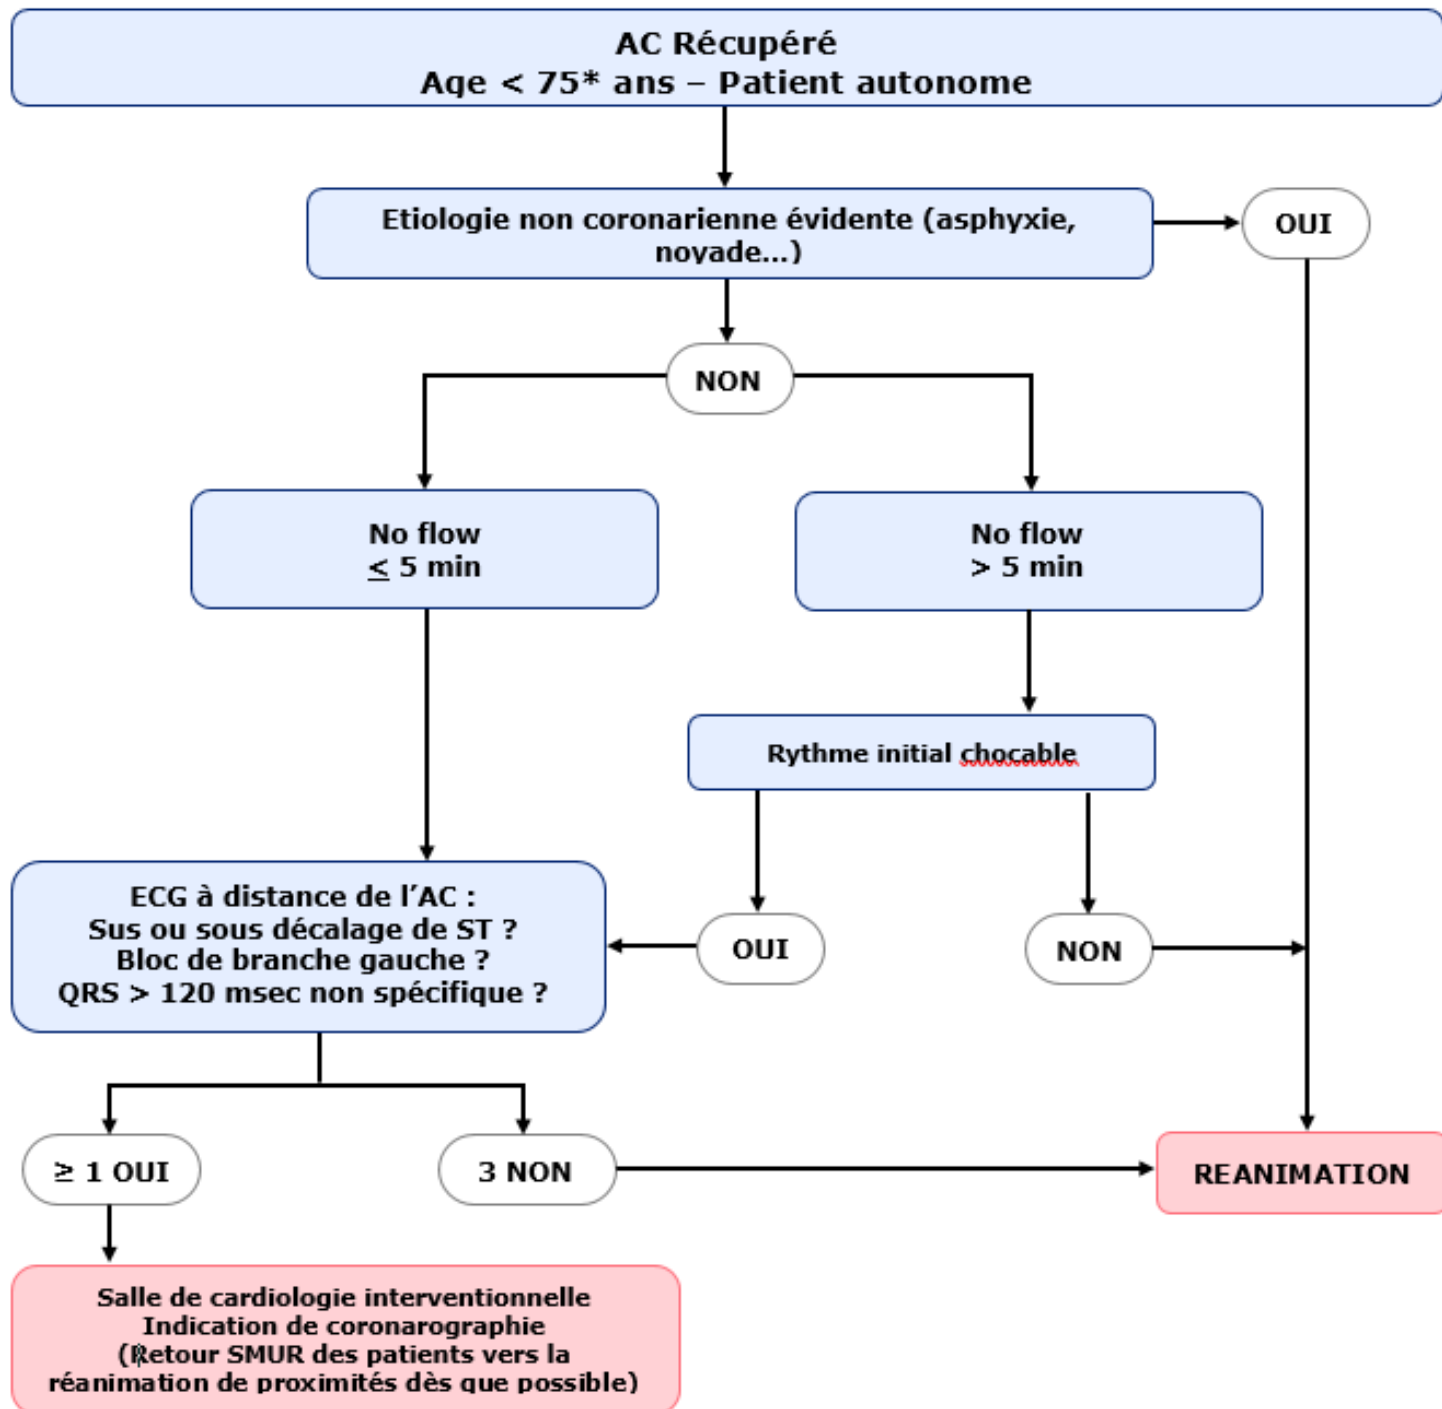 AC Récupéré
Age < 75* ans – Patient autonome
Etiologie non coronarienne évidente (asphyxie,
noyade...)
OUI
NON
No flow
≤ 5 min
No flow
> 5 min
Rythme initial chocable
ECG à distance de l'AC :
Sus ou sous décalage de ST ?
Bloc de branche gauche ?
QRS > 120 msec non spécifique ?
OUI
NON
≥ 1 OUI
3 NON
REANIMATION
Salle de cardiologie interventionnelle
Indication de coronarographie
(Retour SMUR des patients vers la
réanimation de proximités dès que possible)